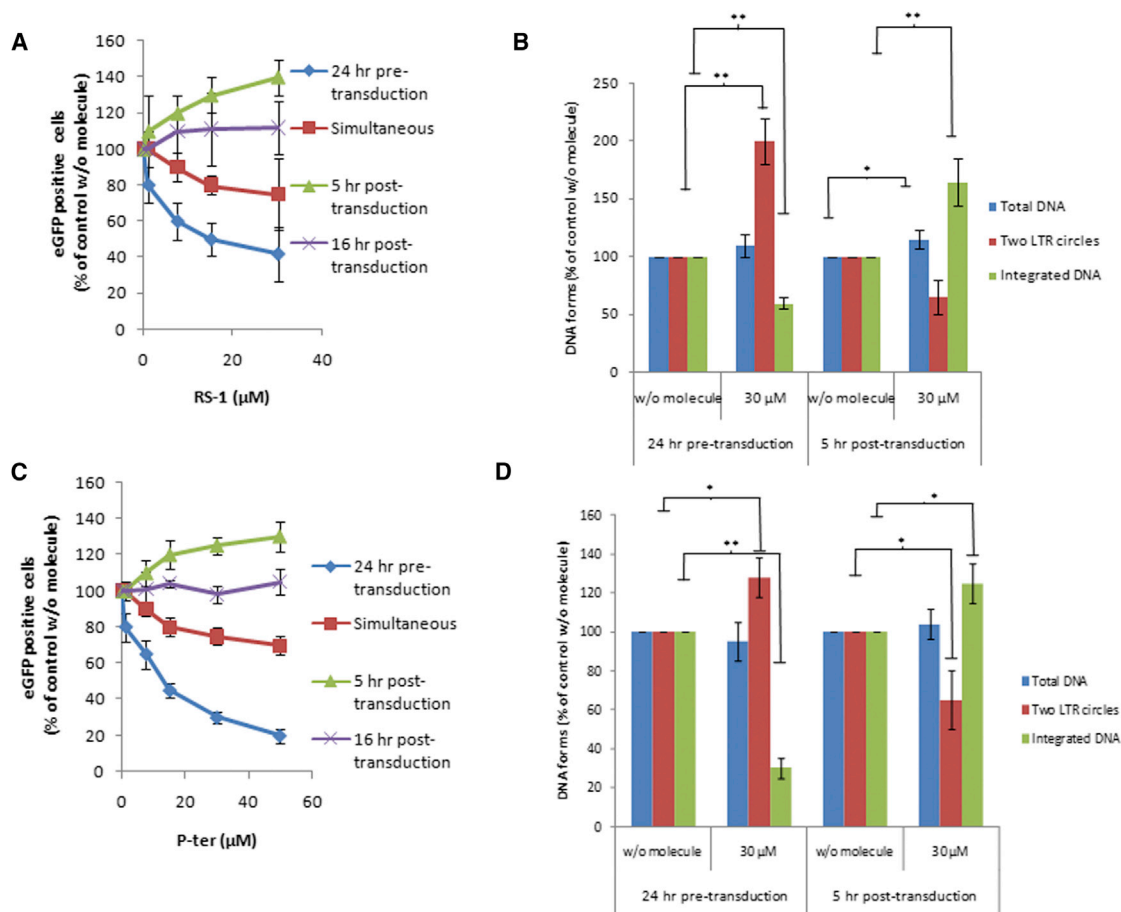 A
eGFP positive cells
(% of control w/o molecule)
160
140
120
100
80
60
40
20
0
0
20
40
RS-1 (µM)
24 hr pre-
transduction
Simultaneous
5 hr post-
transduction
16 hr post-
transduction
B
DNA forms (% of control w/o molecule)
250
200
150
100
50
0
**
**
**
*
w/o molecule
30 µM
w/o molecule
30 µM
24 hr pre-transduction
5 hr post-transduction
Total DNA
Two LTR circles
Integrated DNA
C
eGFP positive cells
(% of control w/o molecule)
160
140
120
100
80
60
40
20
0
0
20
40
60
P-ter (µM)
24 hr pre-
transduction
Simultaneous
5 hr post-
transduction
16 hr post-
transduction
D
DNA forms (% of control w/o molecule)
160
140
120
100
80
60
40
20
0
*
**
*
*
w/o molecule
30 µM
w/o molecule
30 µM
24 hr pre-transduction
5 hr post-transduction
Total DNA
Two LTR circles
Integrated DNA